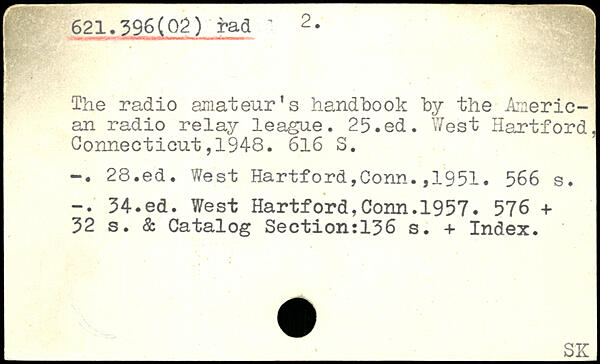 621.396(02) rad 2.
The radio amateur's handbook by the Americ-
an radio relay league. 25.ed. West Hartford,
Connecticut,1948. 616 S.
-. 28.ed. West Hartford,Conn.,1951. 566 s.
-. 34.ed. West Hartford,Conn.1957. 576 +
32 s. & Catalog Section:136 s. + Index.
SK